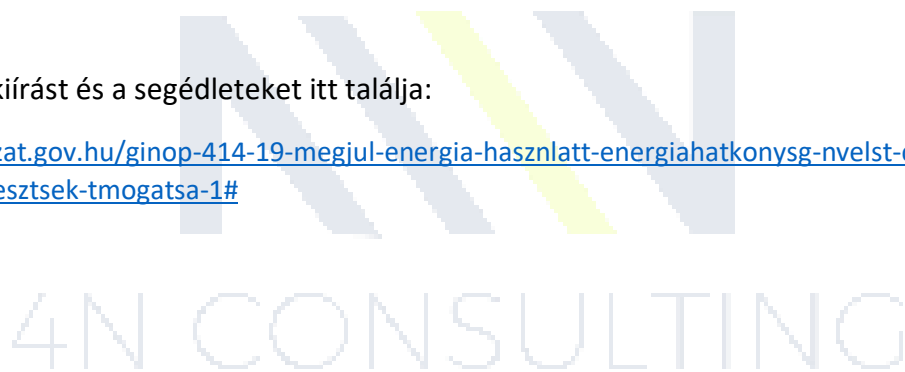 kiírást és a segédleteket itt találja:
zat.gov.hu/ginop-414-19-megjul-energia-hasznlatt-energiahatkonysg-nvelst-e
esztsek-tmogatsa-1#
4N CONSULTING